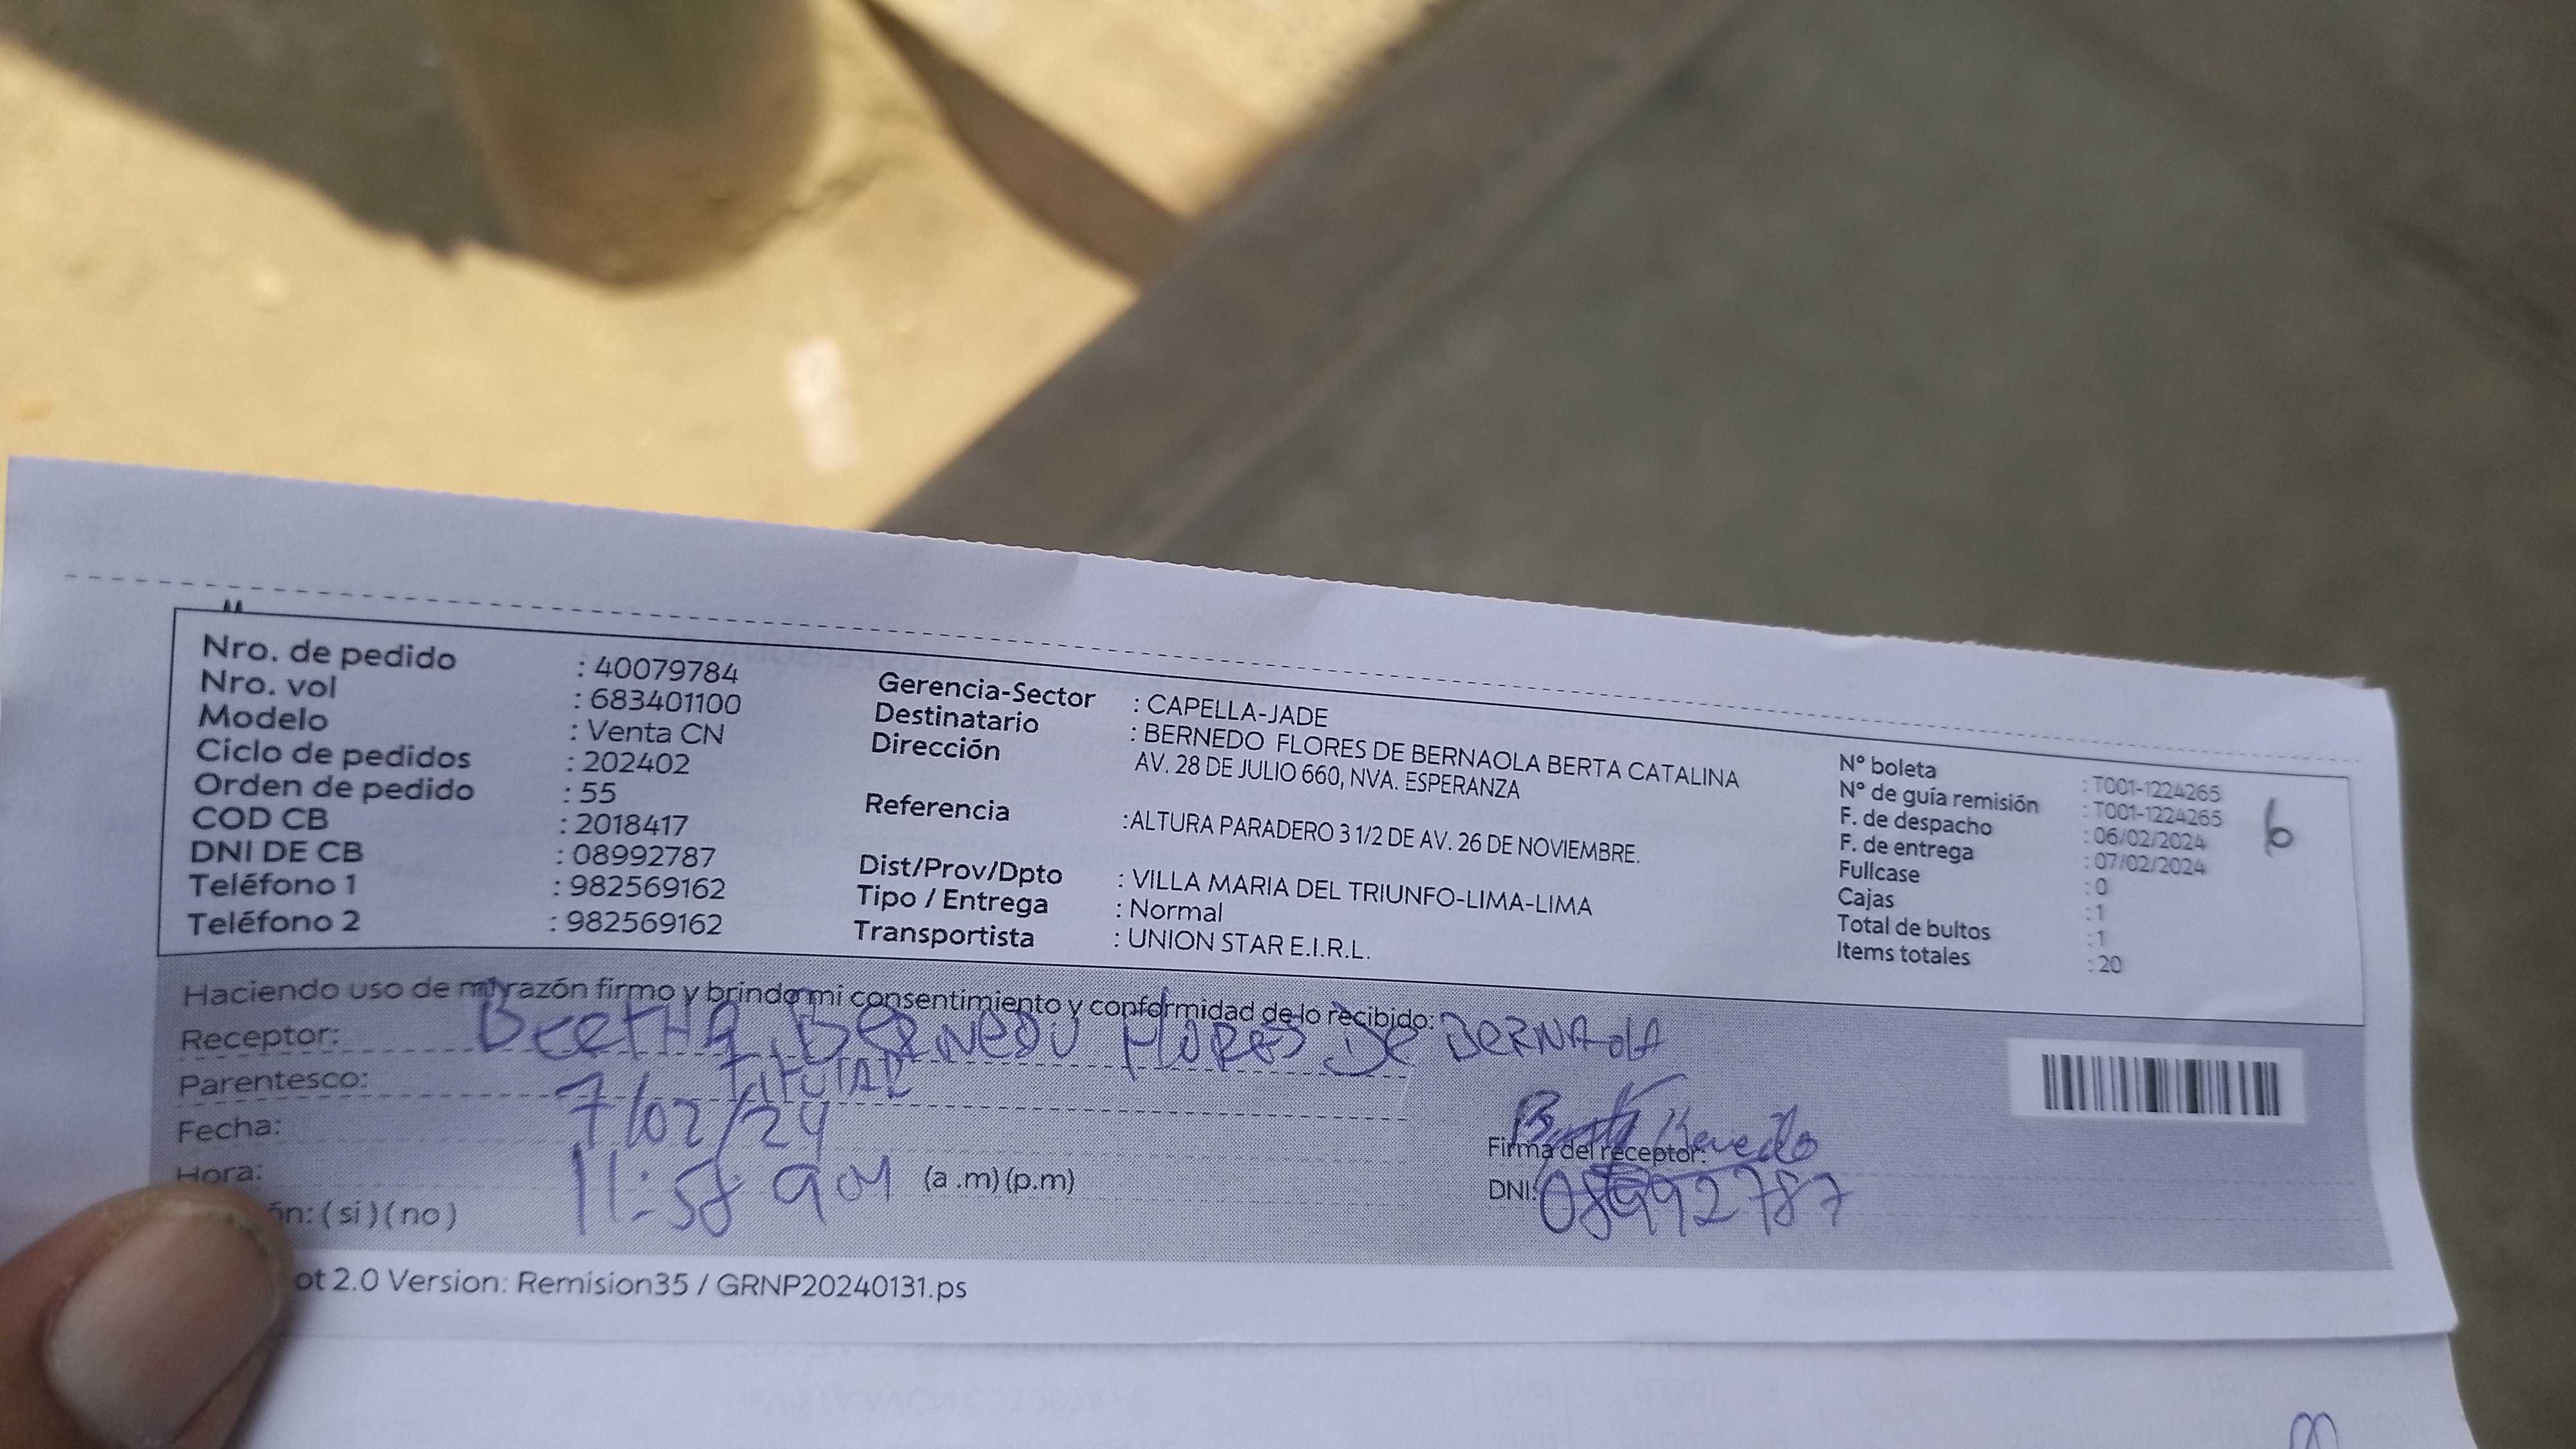 Nro. de pedido : 40079784
Nro. vol : 683401100
Modelo : Venta CN
Ciclo de pedidos : 202402
Orden de pedido : 55
COD CB : 2018417
DNI DE CB : 08992787
Teléfono 1 : 982569162
Teléfono 2 : 982569162
Gerencia-Sector : CAPELLA-JADE
Destinatario : BERNEDO FLORES DE BERNAOLA BERTA CATALINA
Dirección AV. 28 DE JULIO 660, NVA. ESPERANZA
Referencia :ALTURA PARADERO 3 1/2 DE AV. 26 DE NOVIEMBRE.
Dist/Prov/Dpto : VILLA MARIA DEL TRIUNFO-LIMA-LIMA
Tipo / Entrega : Normal
Transportista : UNION STAR E.I.R.L.
N° boleta : T001-1224265
N° de guía remisión : T001-1224265
F. de despacho : 06/02/2024
F. de entrega : 07/02/2024
Fullcase : 0
Cajas : 1
Total de bultos : 1
Items totales : 20
6
Haciendo uso de mi razón firmo y brindo mi consentimiento y conformidad de lo recibido:
Receptor: BERNEDO FLORES DE BERNAOLA
Parentesco: TITULAR
Fecha: 7/02/24
Hora: 11:58 (a .m)(p.m)
Firma del receptor: Bernedo
DNI: 08992787
ón: (si)(no)
ot 2.0 Version: Remision35 / GRNP20240131.ps